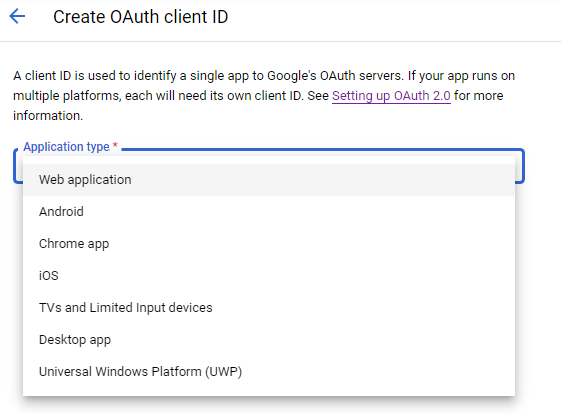 Create OAuth client ID
A client ID is used to identify a single app to Google's OAuth servers. If your app runs on
multiple platforms, each will need its own client ID. See Setting up OAuth 2.0 for more
information.
Application type *
Web application
Android
Chrome app
iOS
TVs and Limited Input devices
Desktop app
Universal Windows Platform (UWP)